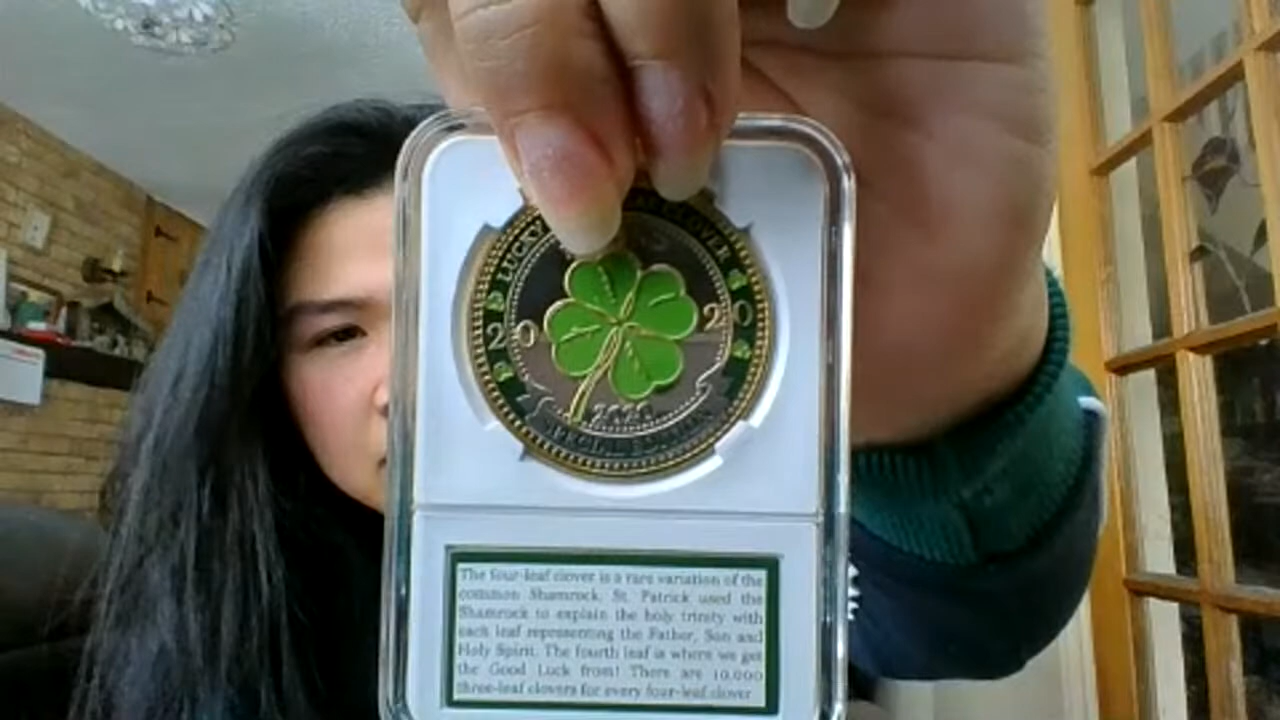 LUCKY CLOVER
20 20
2020
SPECIAL EDITION
The four-leaf clover is a rare variation of the
common Shamrock. St. Patrick used the
Shamrock to explain the holy trinity with
each leaf representing the Father, Son and
Holy Spirit. The fourth leaf is where we get
the Good Luck from! There are 10,000
three-leaf clovers for every four-leaf clover